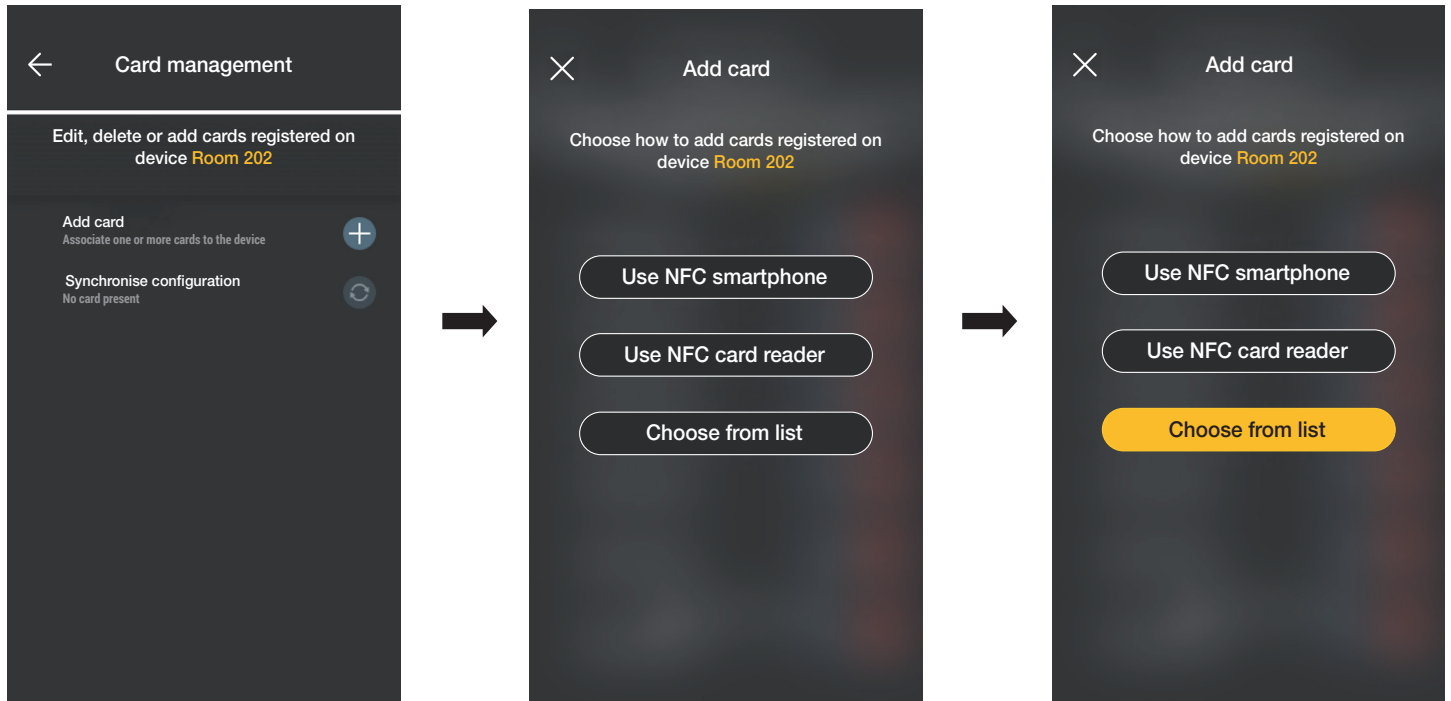 Card management
Edit, delete or add cards registered on
device Room 202
Add card
Associate one or more cards to the device
Synchronise configuration
No card present
Add card
Choose how to add cards registered on
device Room 202
Use NFC smartphone
Use NFC card reader
Choose from list
Add card
Choose how to add cards registered on
device Room 202
Use NFC smartphone
Use NFC card reader
Choose from list